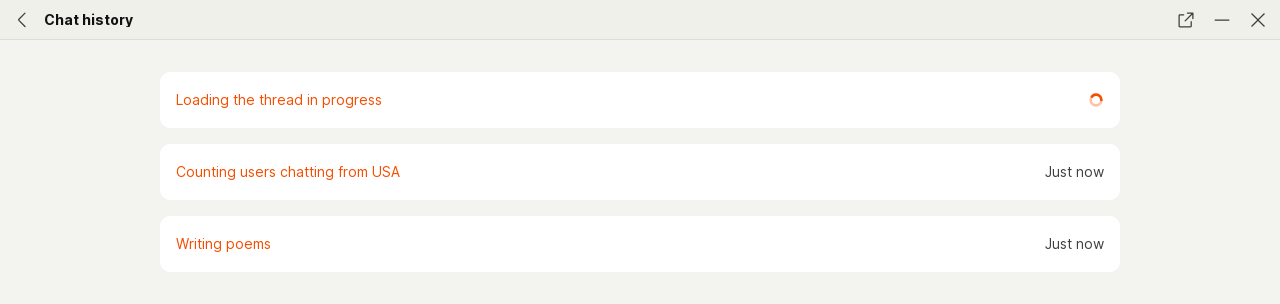 Chat history
Loading the thread in progress
Counting users chatting from USA Just now
Writing poems Just now